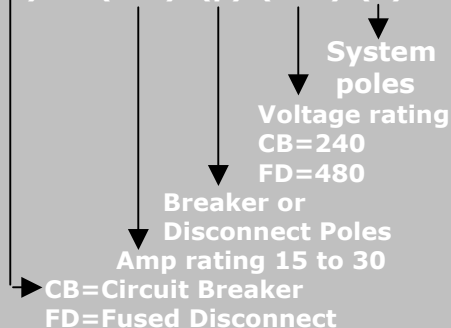 System
poles
Voltage rating
CB=240
FD=480
Breaker or
Disconnect Poles
Amp rating 15 to 30
CB=Circuit Breaker
FD=Fused Disconnect